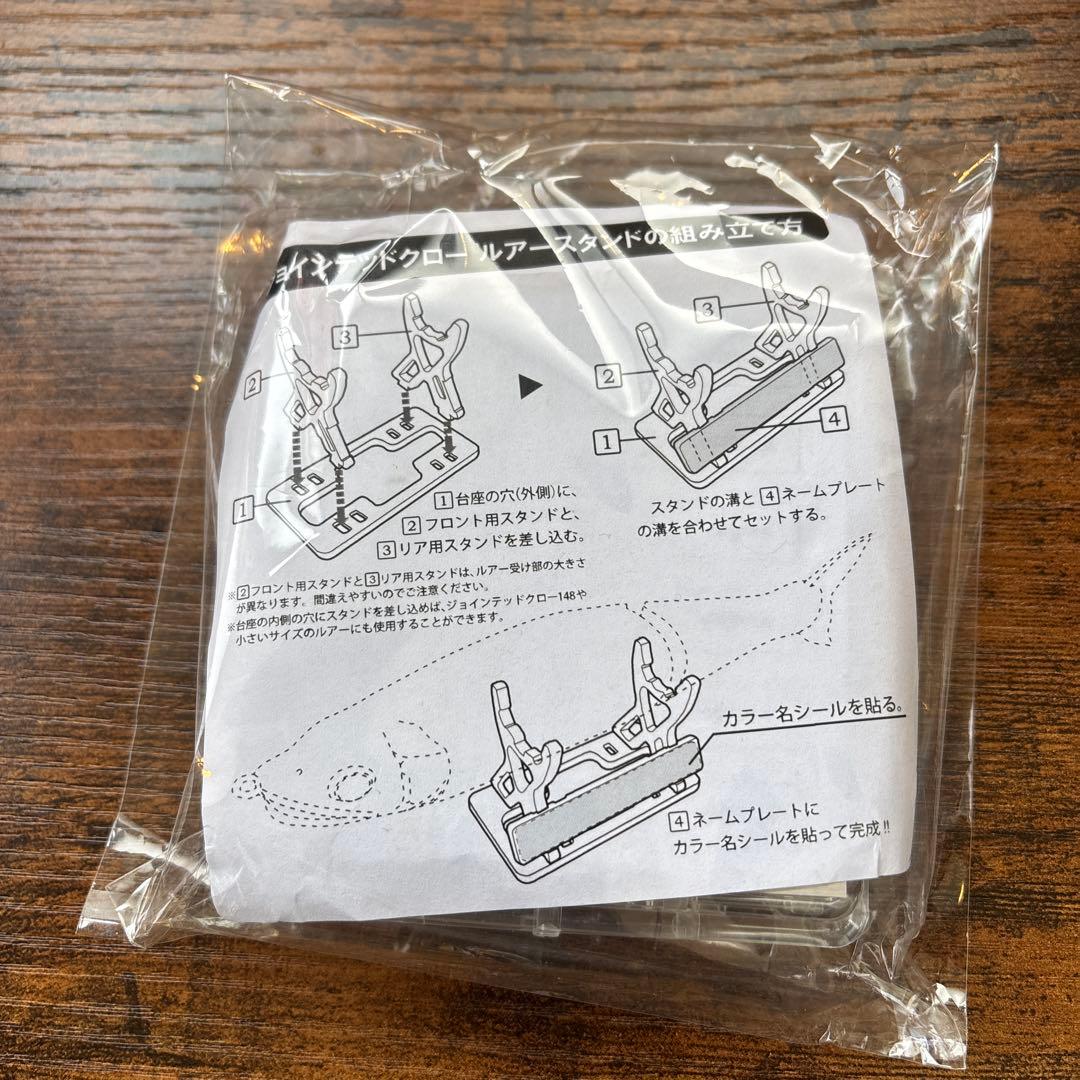 ョインテッドクロー ルアースタンドの組み立て方
3
2
1
1台座の穴(外側)に、
2フロント用スタンドと、
3リア用スタンドを差し込む。
※2フロント用スタンドと3リア用スタンドは、ルアー受け部の大きさ
が異なります。間違えやすいのでご注意ください。
※台座の内側の穴にスタンドを差し込めば、ジョインテッドクロー148や
小さいサイズのルアーにも使用することができます。
3
2
1
4
スタンドの溝と4ネームプレート
の溝を合わせてセットする。
カラー名シールを貼る。
4ネームプレートに
カラー名シールを貼って完成!!